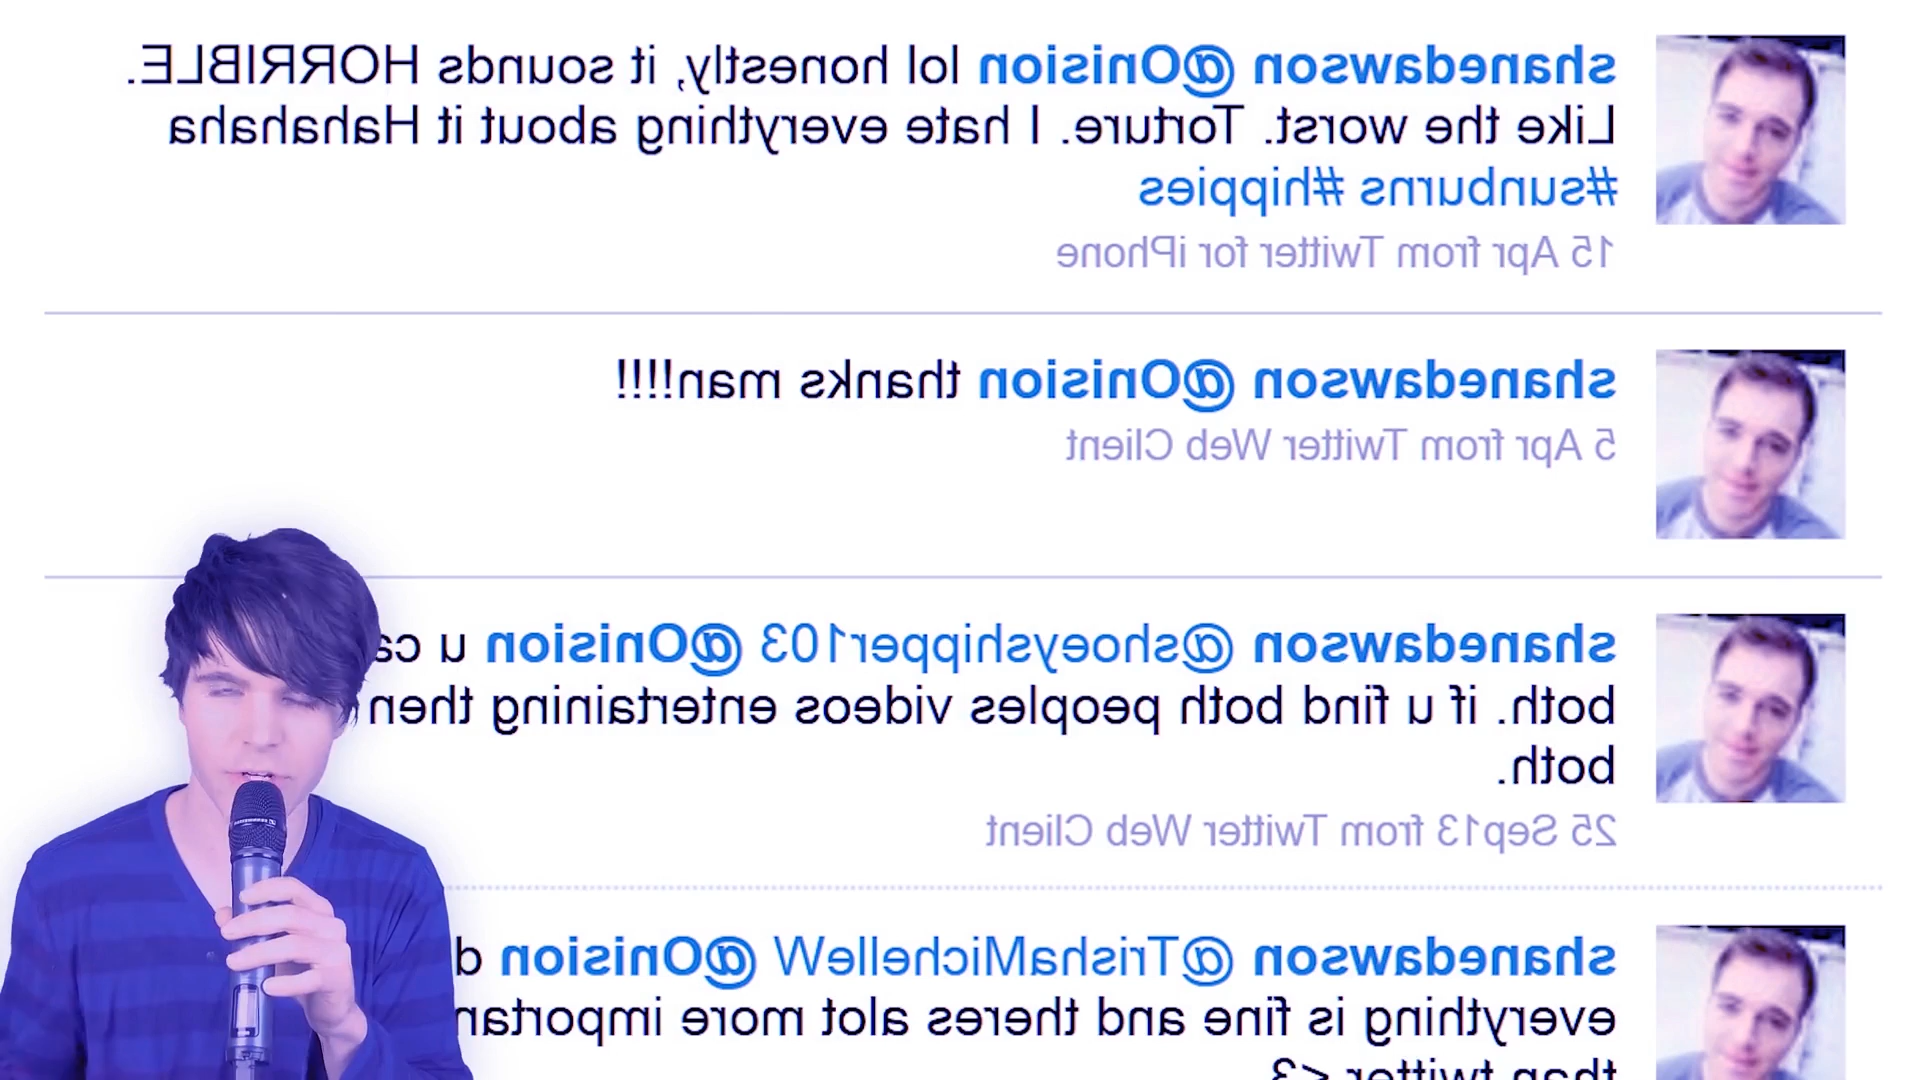 shanedawson @Onision lol honestly, it sounds HORRIBLE.
Like the worst. Torture. I hate everything about it Hahahaha
#sunburns #hippies
15 Apr from Twitter for iPhone
shanedawson @Onision thanks man!!!!
5 Apr from Twitter Web Client
shanedawson @shoeyshipper103 @Onision u
both. if u find both peoples videos entertaining then
both.
25 Sep13 from Twitter Web Client
shanedawson @TrishaMichelleW @Onision
everything is fine and theres alot more
than twitter <3